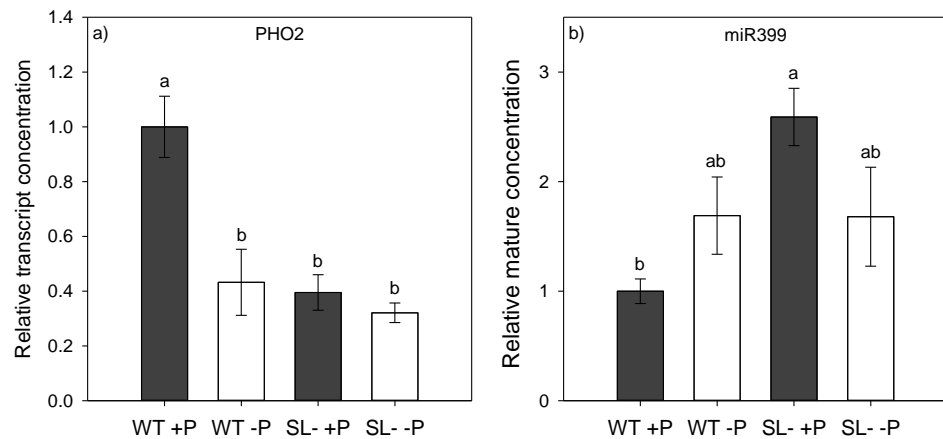 a) PHO2
Relative transcript concentration
1.4
1.2
1.0
0.8
0.6
0.4
0.2
0.0
a
b
b
b
WT +P WT -P SL- +P SL- -P
b) miR399
Relative mature concentration
3
2
1
0
b
ab
a
ab
WT +P WT -P SL- +P SL- -P